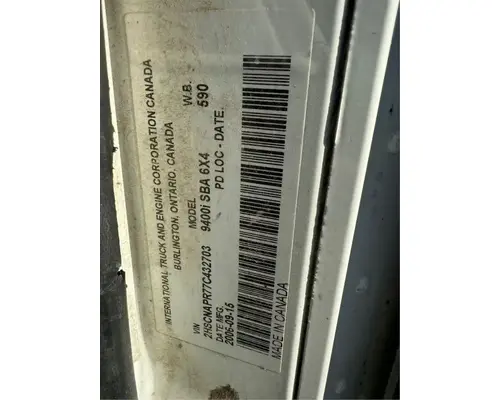 INTERNATIONAL TRUCK AND ENGINE CORPORATION CANADA
BURLINGTON, ONTARIO, CANADA
MODEL W.B.
9400i SBA 6X4 590
PD LOC - DATE.
VIN
2HSCNAPR77C432703
DATE MFG.
2006-09-15
MADE IN CANADA